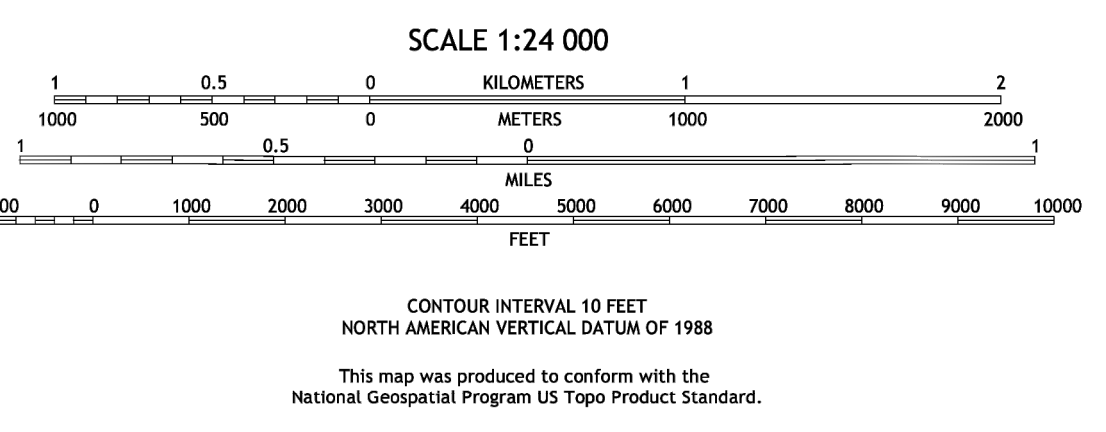 SCALE 1:24 000
1 0.5 0 KILOMETERS 1 2
1000 500 0 METERS 1000 2000
1 0.5 0 1
MILES
00 0 1000 2000 3000 4000 5000 6000 7000 8000 9000 10000
FEET
CONTOUR INTERVAL 10 FEET
NORTH AMERICAN VERTICAL DATUM OF 1988
This map was produced to conform with the
National Geospatial Program US Topo Product Standard.